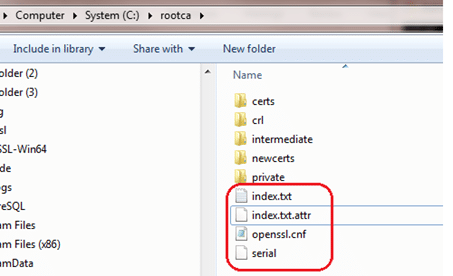 Computer ▸ System (C:) ▸ rootca
Include in library Share with New folder
older (2)
older (3)
g
sl
SSL-Win64
de
gs
reSQL
am Files
am Files (x86)
amData
Name
certs
crl
intermediate
newcerts
private
index.txt
index.txt.attr
openssl.cnf
serial